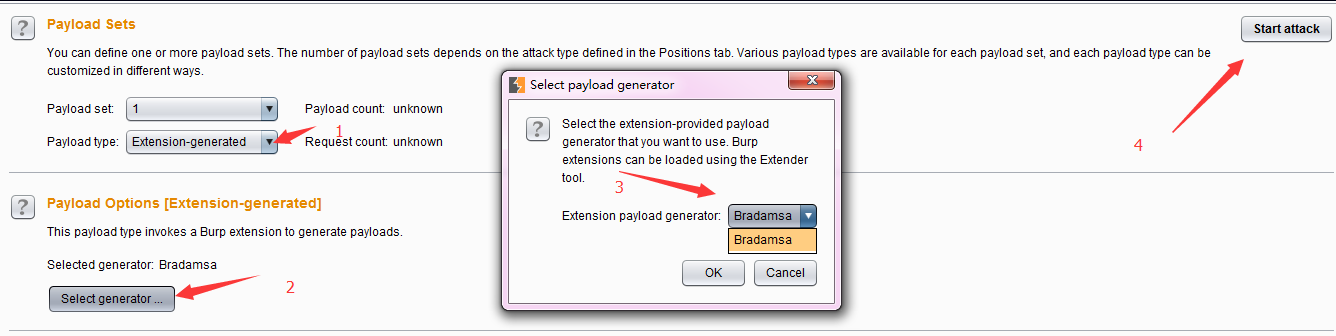 Payload Sets
Start attack
You can define one or more payload sets. The number of payload sets depends on the attack type defined in the Positions tab. Various payload types are available for each payload set, and each payload type can be
customized in different ways.
Payload set: 1 Payload count: unknown
Payload type: Extension-generated 1 Request count: unknown
4
Payload Options [Extension-generated]
This payload type invokes a Burp extension to generate payloads.
Selected generator: Bradamsa
Select generator ... 2
Select payload generator
Select the extension-provided payload
generator that you want to use. Burp
extensions can be loaded using the Extender
tool.
3
Extension payload generator: Bradamsa
Bradamsa
OK Cancel